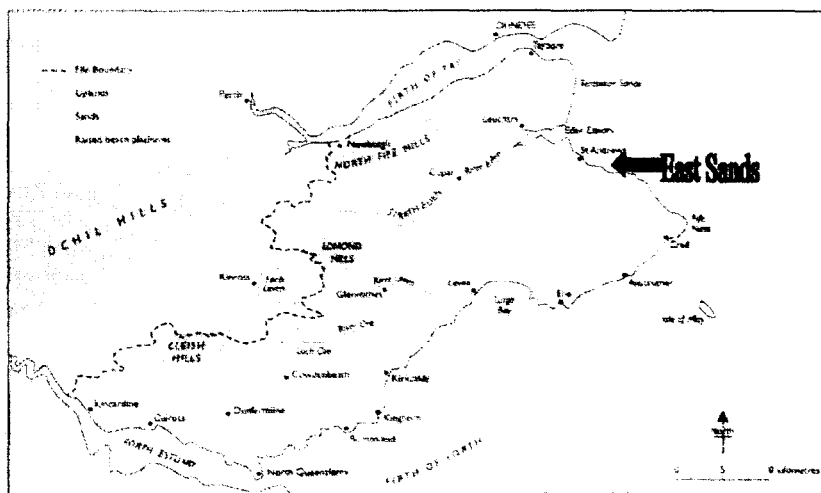 DUNDEE
Tayport
Fife Boundary
Uplands
Sands
Raised beach
Perth
FIRTH OF TAY
Tentsmuir Sands
Leuchars
Eden Estuary
Newburgh
NORTH FIFE HILLS
St Andrews
East Sands
Cupar
River Eden
OCHIL HILLS
Fife Ness
Crail
LOMOND HILLS
Kinross
Loch Leven
Glenrothes
Leven
Largo Bay
Elie
Anstruther
Isle of May
River Ore
Loch Ore
CLEISH HILLS
Cowdenbeath
Kirkcaldy
Kincardine
Culross
Dunfermline
Kinghorn
Burntisland
FORTH ESTUARY
North Queensferry
FIRTH OF FORTH
North
0 5
kilometres